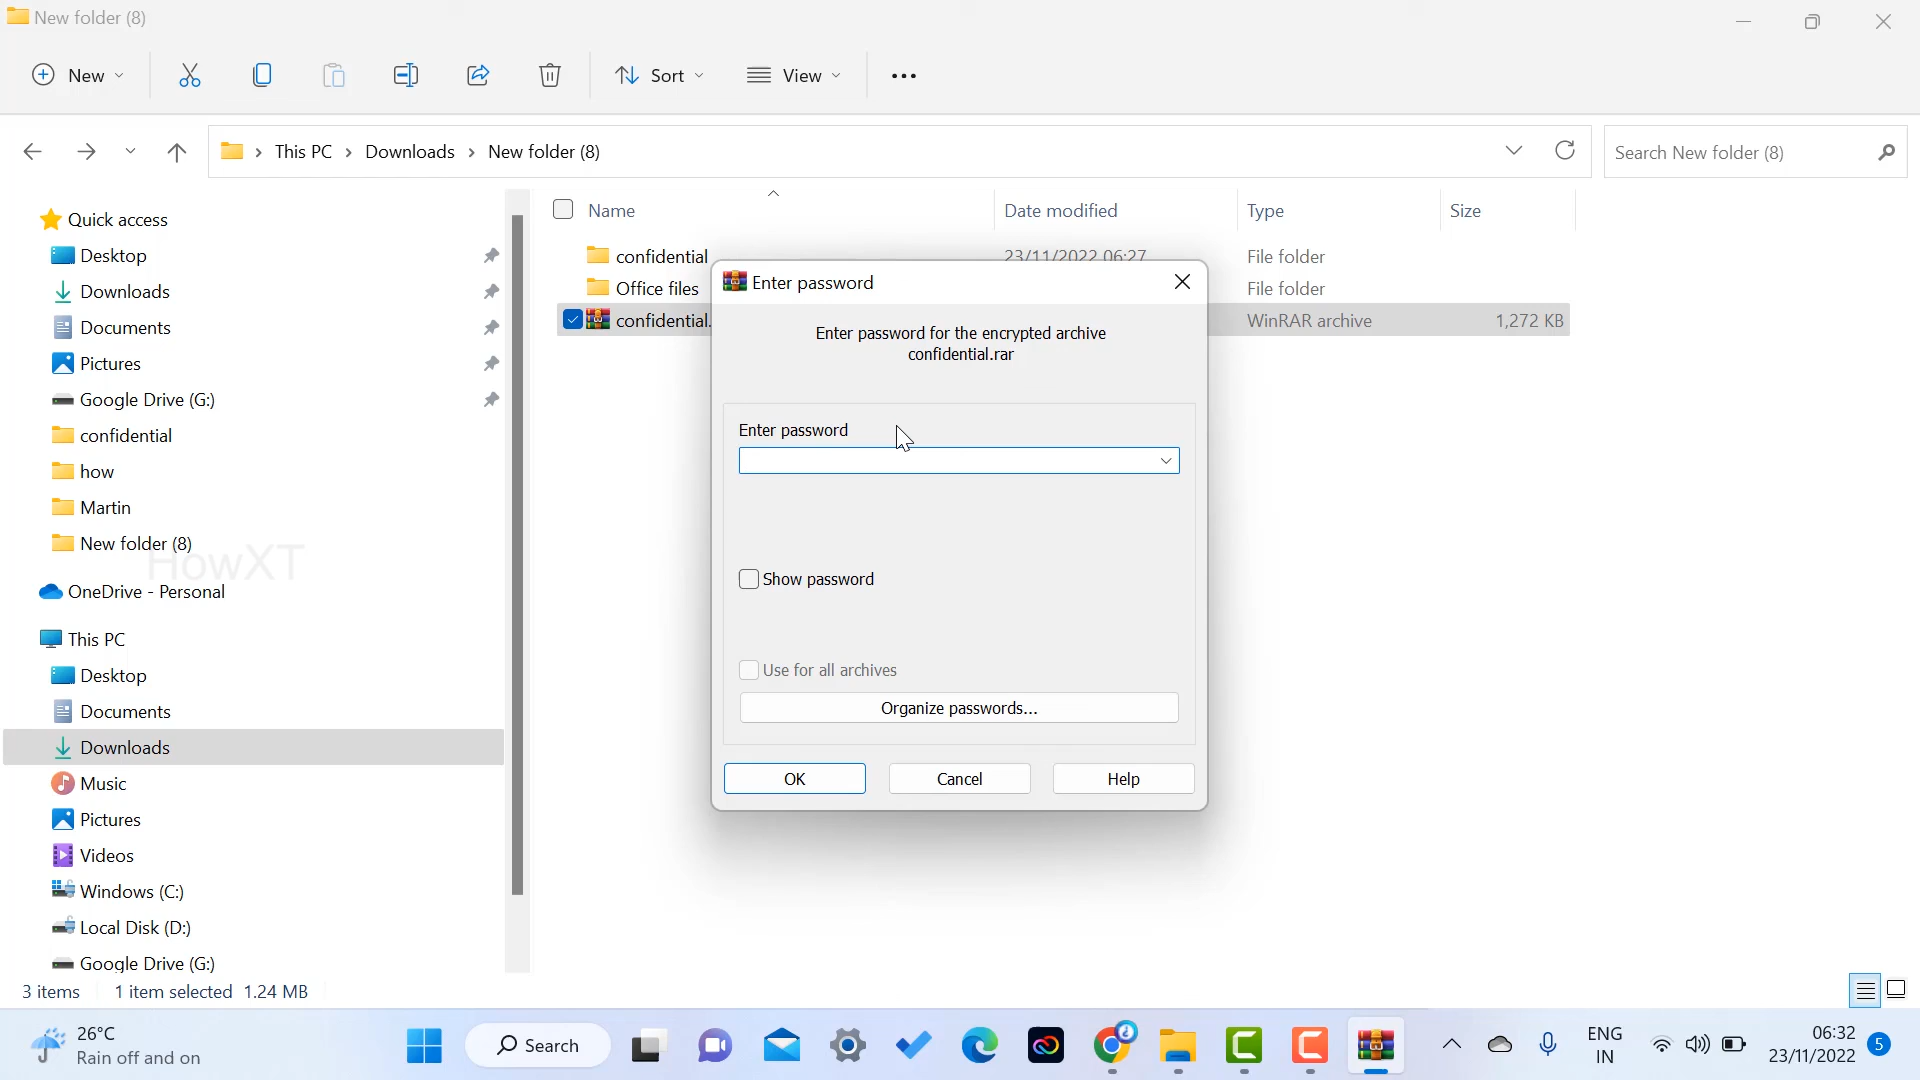 New folder (8)
New
Sort
View
This PC > Downloads > New folder (8)
Search New folder (8)
Name
Date modified
Type
Size
Quick access
Desktop
Downloads
Documents
Pictures
Google Drive (G:)
confidential
how
Martin
New folder (8)
HowXT
OneDrive - Personal
This PC
Desktop
Documents
Downloads
Music
Pictures
Videos
Windows (C:)
Local Disk (D:)
Google Drive (G:)
confidential 23/11/2022 06:27 File folder
Office files File folder
confidential. WinRAR archive 1,272 KB
Enter password
Enter password for the encrypted archive
confidential.rar
Enter password
Show password
Use for all archives
Organize passwords...
OK Cancel Help
3 items 1 item selected 1.24 MB
26°C
Rain off and on
Search
ENG
IN
06:32
23/11/2022
5